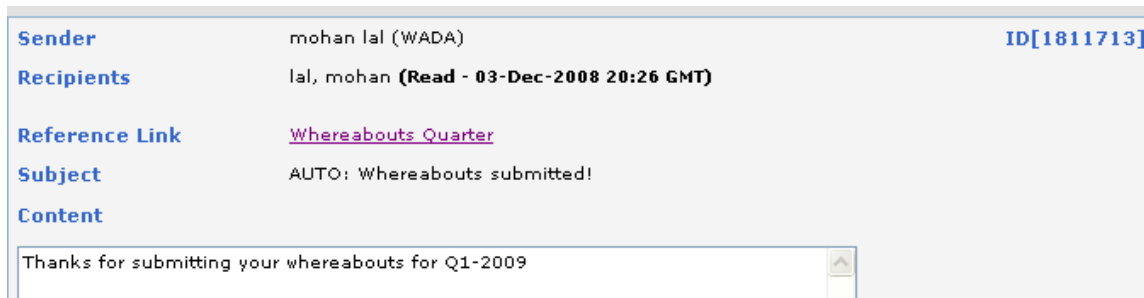 Sender mohan lal (WADA) ID[1811713]
Recipients lal, mohan (Read - 03-Dec-2008 20:26 GMT)
Reference Link Whereabouts Quarter
Subject AUTO: Whereabouts submitted!
Content
Thanks for submitting your whereabouts for Q1-2009